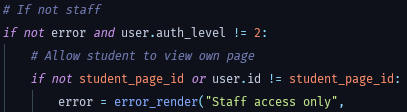 # If not staff
if not error and user.auth_level != 2:
    # Allow student to view own page
    if not student_page_id or user.id != student_page_id:
        error = error_render("Staff access only",